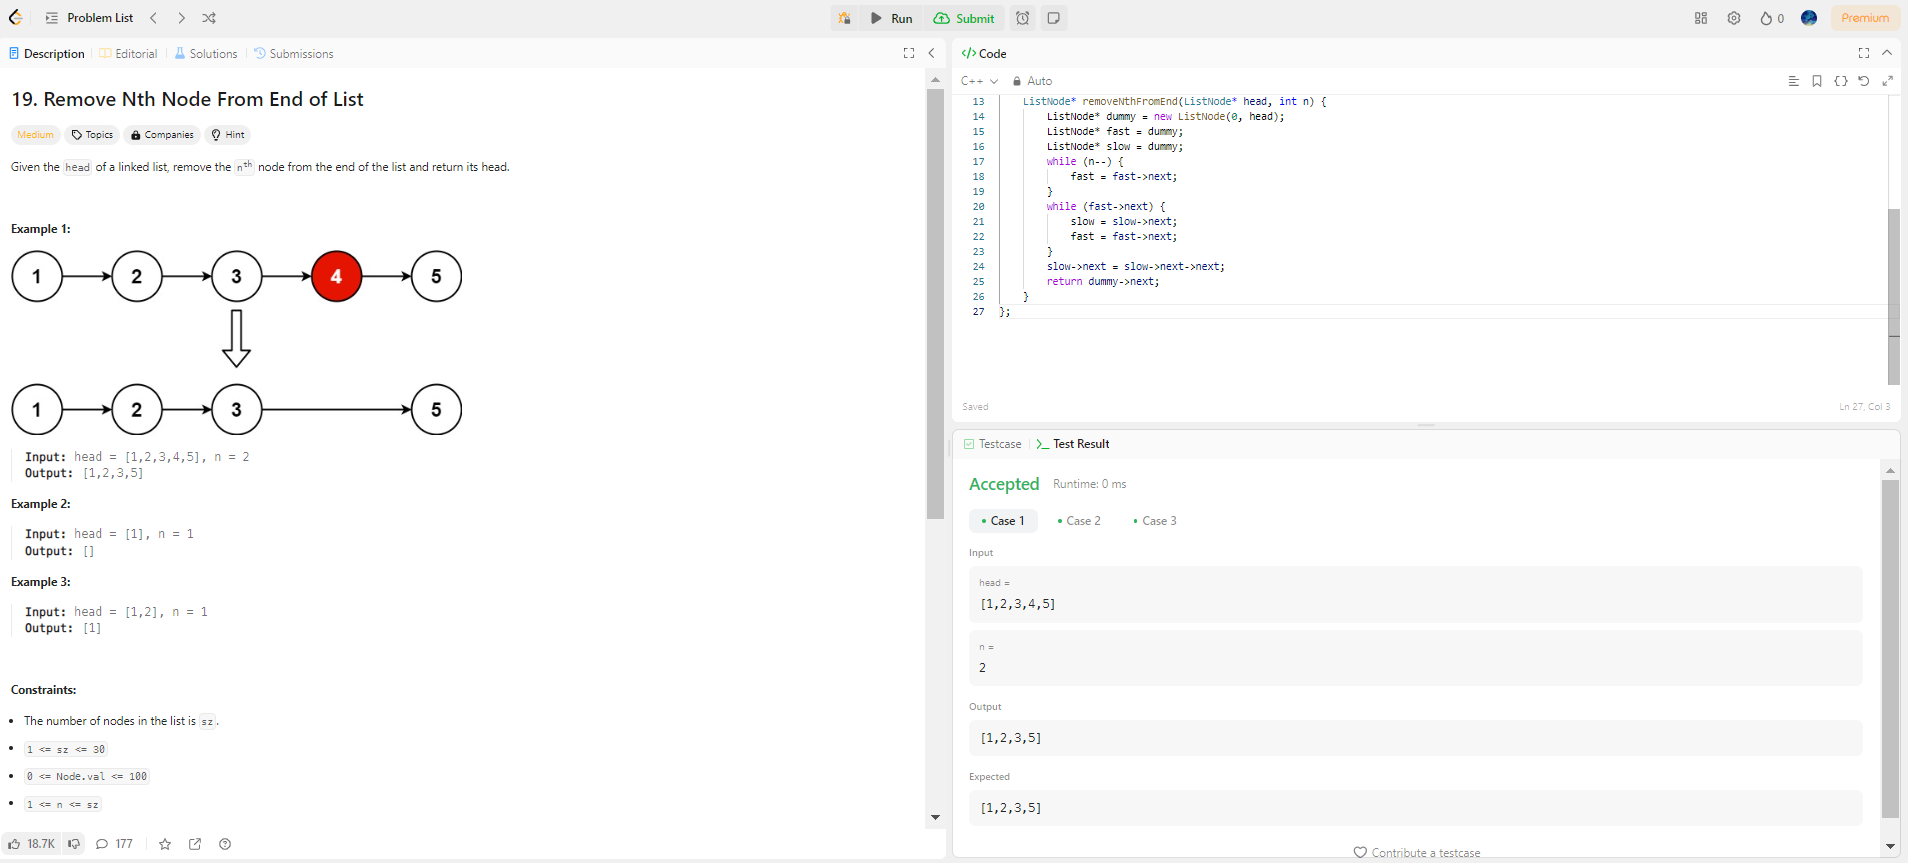 Problem List
Run
Submit
0
Premium
Description
Editorial
Solutions
Submissions
19. Remove Nth Node From End of List
Medium
Topics
Companies
Hint
Given the head of a linked list, remove the nth node from the end of the list and return its head.
Example 1:
1 2 3 4 5
1 2 3 5
Input: head = [1,2,3,4,5], n = 2
Output: [1,2,3,5]
Example 2:
Input: head = [1], n = 1
Output: []
Example 3:
Input: head = [1,2], n = 1
Output: [1]
Constraints:
• The number of nodes in the list is sz.
• 1 <= sz <= 30
• 0 <= Node.val <= 100
• 1 <= n <= sz
18.7K
177
</> Code
C++
Auto
13 ListNode* removeNthFromEnd(ListNode* head, int n) {
14 ListNode* dummy = new ListNode(0, head);
15 ListNode* fast = dummy;
16 ListNode* slow = dummy;
17 while (n--) {
18 fast = fast->next;
19 }
20 while (fast->next) {
21 slow = slow->next;
22 fast = fast->next;
23 }
24 slow->next = slow->next->next;
25 return dummy->next;
26 }
27 };
Saved
Ln 27, Col 3
Testcase
Test Result
Accepted
Runtime: 0 ms
• Case 1
• Case 2
• Case 3
Input
head =
[1,2,3,4,5]
n =
2
Output
[1,2,3,5]
Expected
[1,2,3,5]
Contribute a testcase